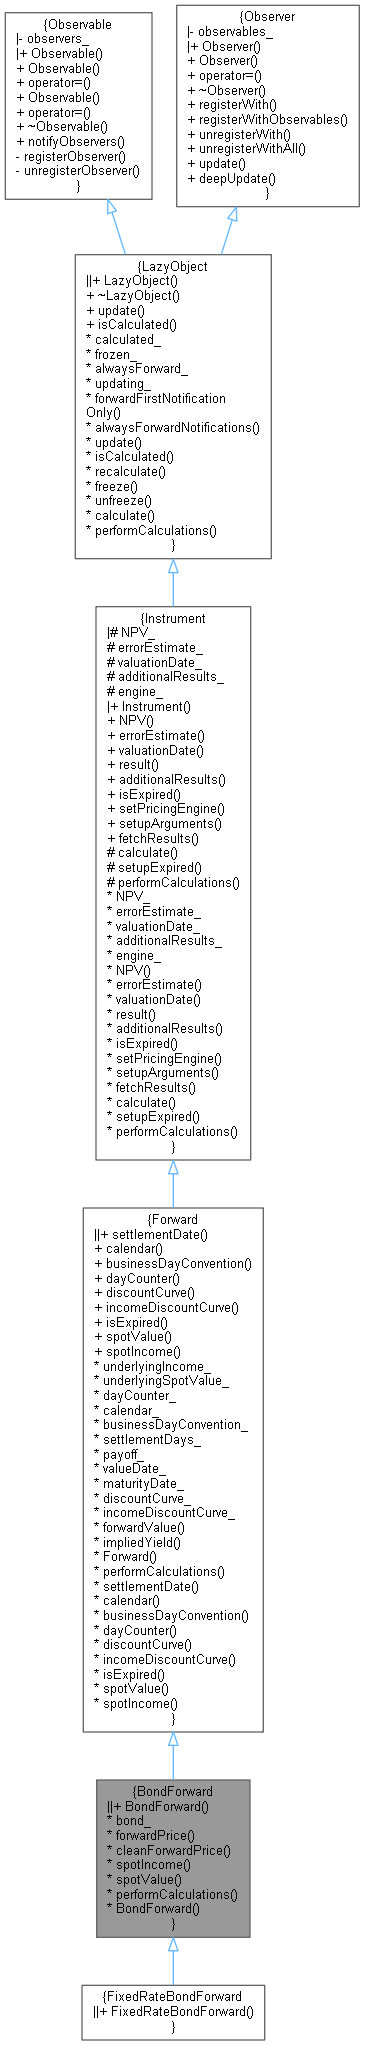 {Observable
|- observers_
|+ Observable()
+ Observable()
+ operator=()
+ Observable()
+ operator=()
+ ~Observable()
+ notifyObservers()
- registerObserver()
- unregisterObserver()
}
{Observer
|- observables_
|+ Observer()
+ Observer()
+ operator=()
+ ~Observer()
+ registerWith()
+ registerWithObservables()
+ unregisterWith()
+ unregisterWithAll()
+ update()
+ deepUpdate()
}
{LazyObject
||+ LazyObject()
+ ~LazyObject()
+ update()
+ isCalculated()
* calculated_
* frozen_
* alwaysForward_
* updating_
* forwardFirstNotification
Only()
* alwaysForwardNotifications()
* update()
* isCalculated()
* recalculate()
* freeze()
* unfreeze()
* calculate()
* performCalculations()
}
{Instrument
|# NPV_
# errorEstimate_
# valuationDate_
# additionalResults_
# engine_
|+ Instrument()
+ NPV()
+ errorEstimate()
+ valuationDate()
+ result()
+ additionalResults()
+ isExpired()
+ setPricingEngine()
+ setupArguments()
+ fetchResults()
# calculate()
# setupExpired()
# performCalculations()
* NPV_
* errorEstimate_
* valuationDate_
* additionalResults_
* engine_
* NPV()
* errorEstimate()
* valuationDate()
* result()
* additionalResults()
* isExpired()
* setPricingEngine()
* setupArguments()
* fetchResults()
* calculate()
* setupExpired()
* performCalculations()
}
{Forward
||+ settlementDate()
+ calendar()
+ businessDayConvention()
+ dayCounter()
+ discountCurve()
+ incomeDiscountCurve()
+ isExpired()
+ spotValue()
+ spotIncome()
* underlyingIncome_
* underlyingSpotValue_
* dayCounter_
* calendar_
* businessDayConvention_
* settlementDays_
* payoff_
* valueDate_
* maturityDate_
* discountCurve_
* incomeDiscountCurve_
* forwardValue()
* impliedYield()
* Forward()
* performCalculations()
* settlementDate()
* calendar()
* businessDayConvention()
* dayCounter()
* discountCurve()
* incomeDiscountCurve()
* isExpired()
* spotValue()
* spotIncome()
}
{BondForward
||+ BondForward()
* bond_
* forwardPrice()
* cleanForwardPrice()
* spotIncome()
* spotValue()
* performCalculations()
* BondForward()
}
{FixedRateBondForward
||+ FixedRateBondForward()
}